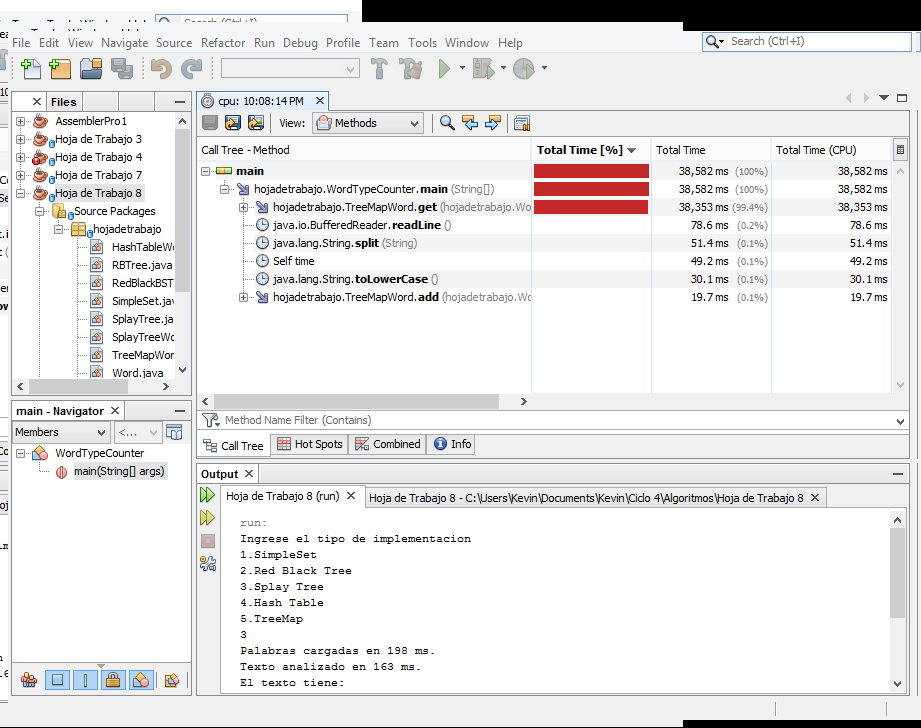 Search (Ctrl+I)
File Edit View Navigate Source Refactor Run Debug Profile Team Tools Window Help
Search (Ctrl+I)
Files
cpu: 10:08:14 PM
View: Methods
AssemblerPro1
Hoja de Trabajo 3
Hoja de Trabajo 4
Hoja de Trabajo 7
Hoja de Trabajo 8
Source Packages
hojadetrabajo
HashTableWo
RBTree.java
RedBlackBST
SimpleSet.jav
SplayTree.ja
SplayTreeWo
TreeMapWor
Word.java
Call Tree - Method Total Time [%] Total Time Total Time (CPU)
main 38,582 ms (100%) 38,582 ms
hojadetrabajo.WordTypeCounter.main (String[]) 38,582 ms (100%) 38,582 ms
hojadetrabajo.TreeMapWord.get (hojadetrabajo.Wo 38,353 ms (99.4%) 38,353 ms
java.io.BufferedReader.readLine () 78.6 ms (0.2%) 78.6 ms
java.lang.String.split (String) 51.4 ms (0.1%) 51.4 ms
Self time 49.2 ms (0.1%) 49.2 ms
java.lang.String.toLowerCase () 30.1 ms (0.1%) 30.1 ms
hojadetrabajo.TreeMapWord.add (hojadetrabajo.Wo 19.7 ms (0.1%) 19.7 ms
Method Name Filter (Contains)
Call Tree Hot Spots Combined Info
main - Navigator
Members <...
WordTypeCounter
main(String[] args)
Output
Hoja de Trabajo 8 (run) Hoja de Trabajo 8 - C:\Users\Kevin\Documents\Kevin\Ciclo 4\Algoritmos\Hoja de Trabajo 8
run:
Ingrese el tipo de implementacion
1.SimpleSet
2.Red Black Tree
3.Splay Tree
4.Hash Table
5.TreeMap
3
Palabras cargadas en 198 ms.
Texto analizado en 163 ms.
El texto tiene: